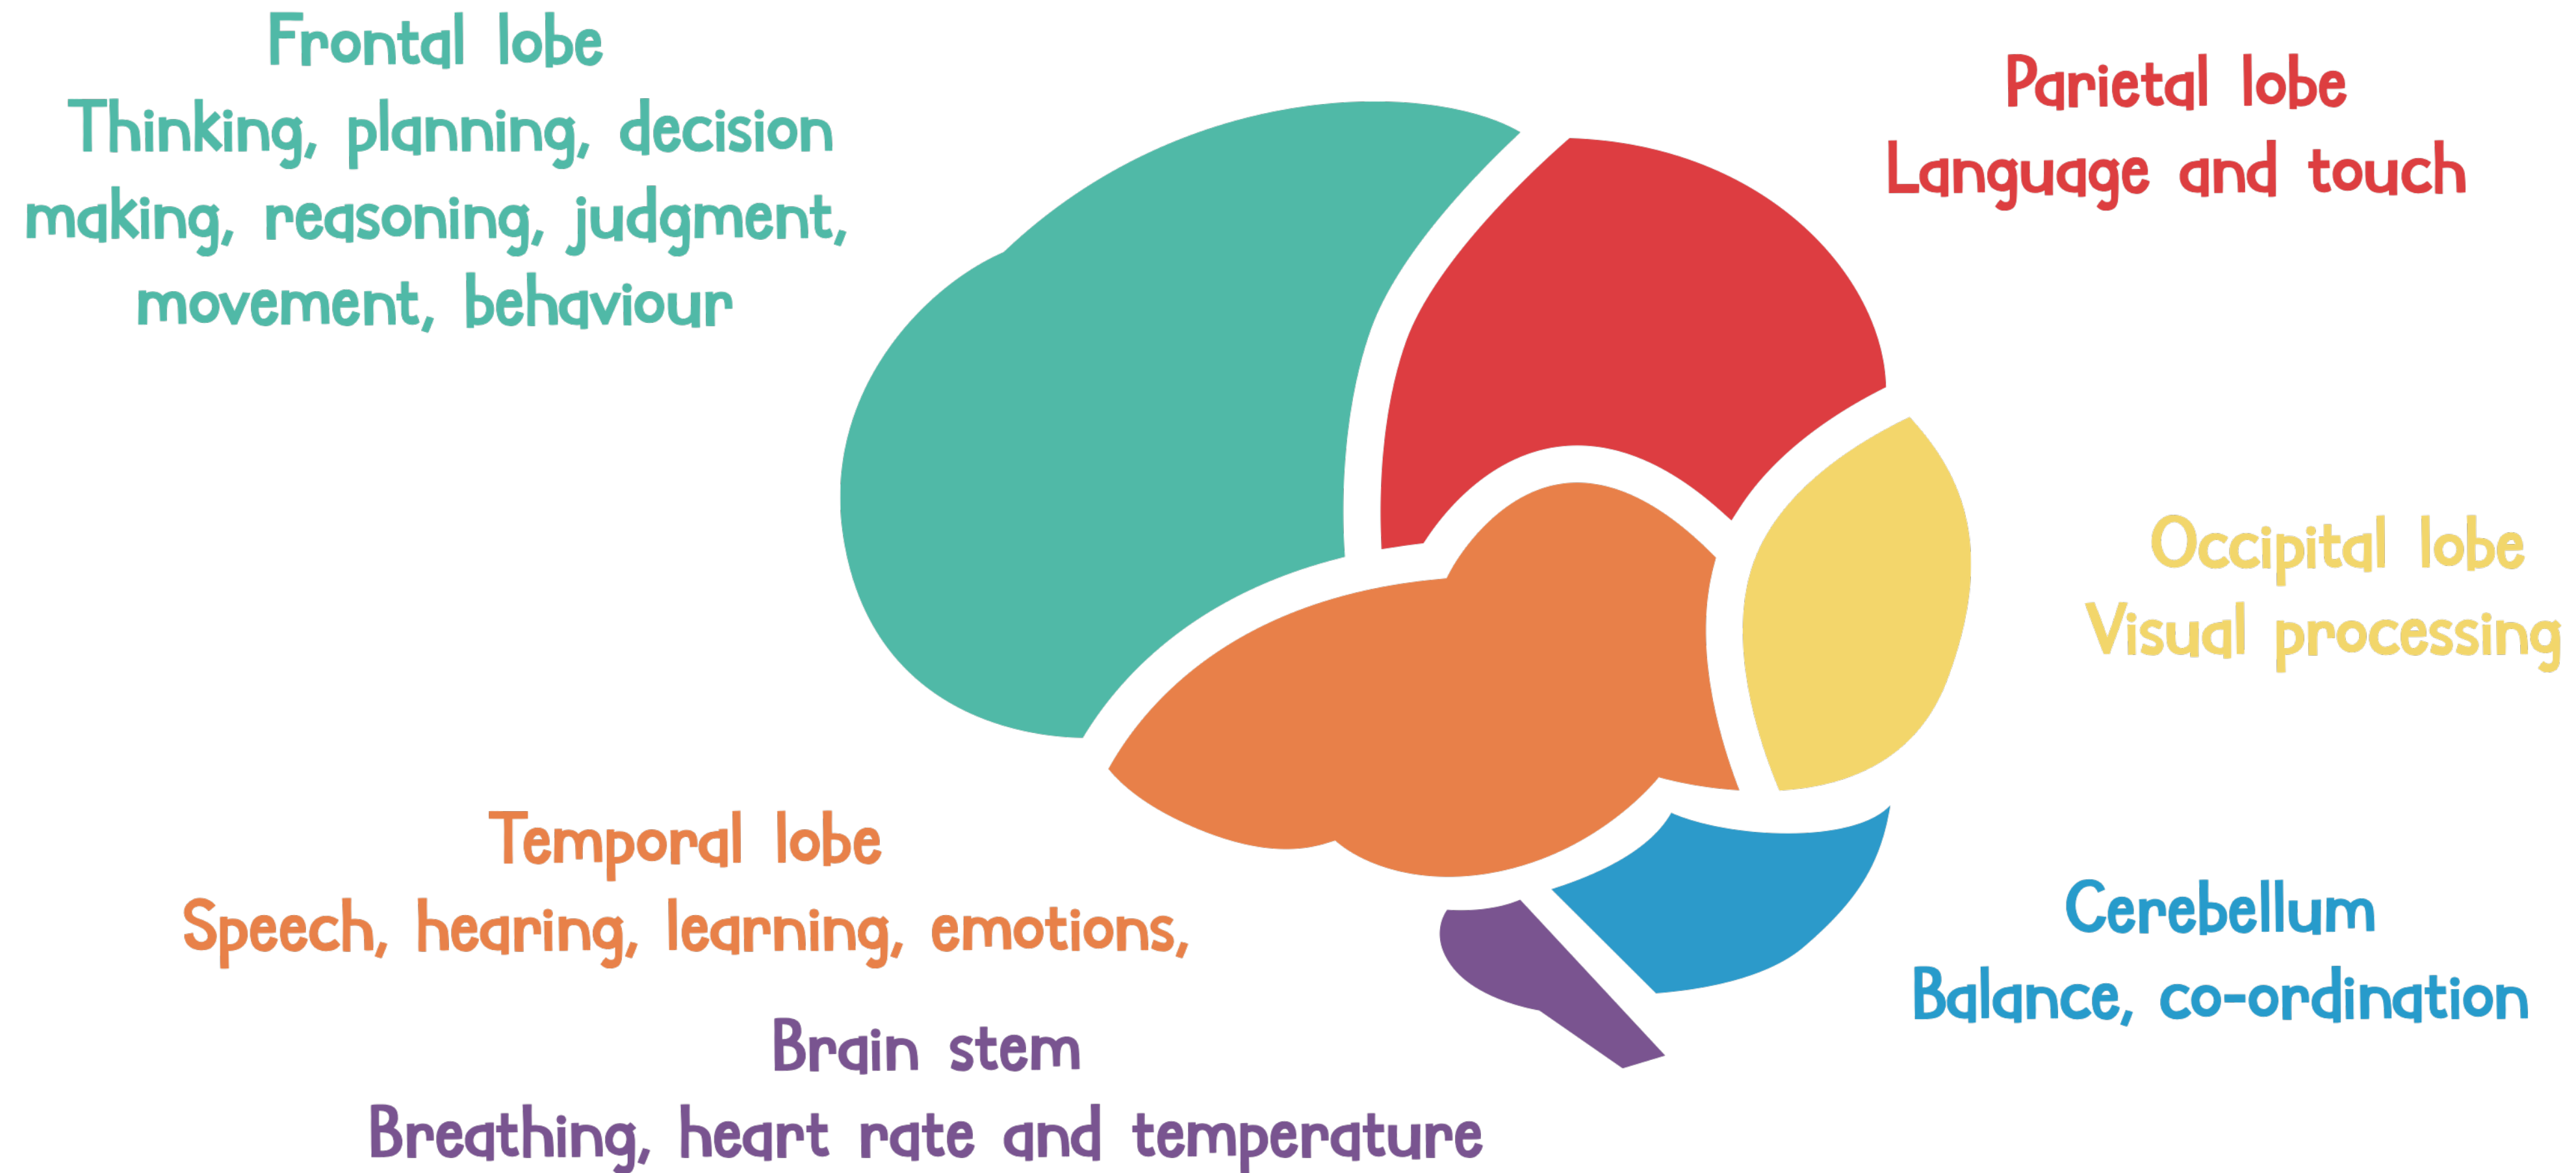 Frontal lobe
Thinking, planning, decision
making, reasoning, judgment,
movement, behaviour
Parietal lobe
Language and touch
Occipital lobe
Visual processing
Temporal lobe
Speech, hearing, learning, emotions,
Cerebellum
Balance, co-ordination
Brain stem
Breathing, heart rate and temperature